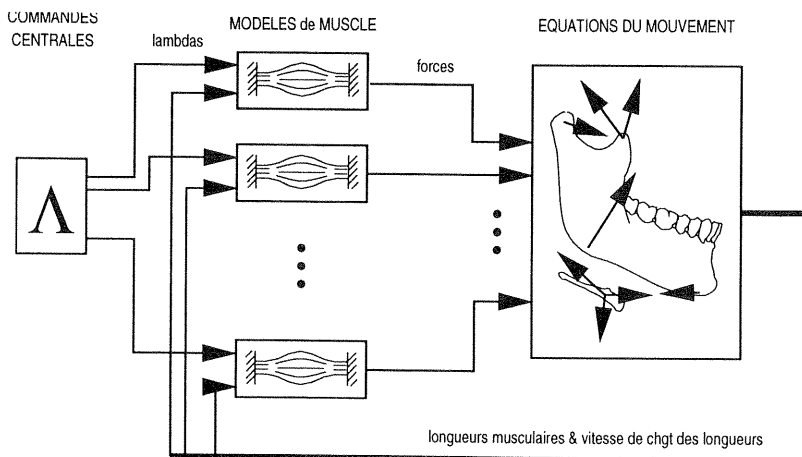 COMMANDES
CENTRALES
lambdas
MODELES de MUSCLE
forces
EQUATIONS DU MOUVEMENT
Λ
longueurs musculaires & vitesse de chgt des longueurs